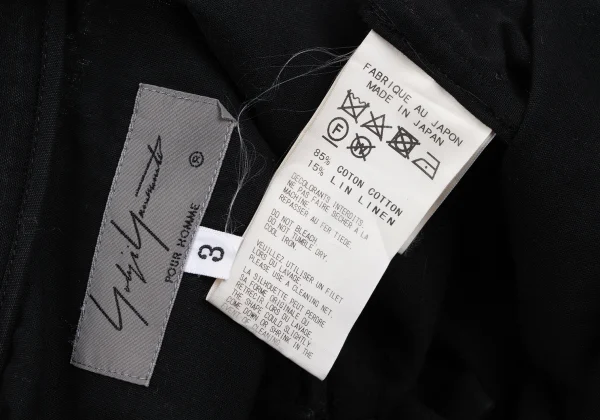 Yohji Yamamoto ®
POUR HOMME
3
FABRIQUE AU JAPON
MADE IN JAPAN
F W
85% COTON COTTON
15% LIN LINEN
DECOLORANTS INTERDITS.
NE PAS FAIRE SECHER A LA
MACHINE.
REPASSER AU FER TIEDE.
DO NOT BLEACH.
DO NOT TUMBLE DRY.
COOL IRON.
VEUILLEZ UTILISER UN FILET
LORS DU LAVAGE.
PLEASE USE A CLEANING NET.
LA SILHOUETTE PEUT PERDRE
SA FORME ORIGINALE OU
RETRECIR LORS DU LAVAGE.
THE SHAPE COULD SLIGHTLY
COME DOWN OR SHRINK IN THE
OF CLEANING.